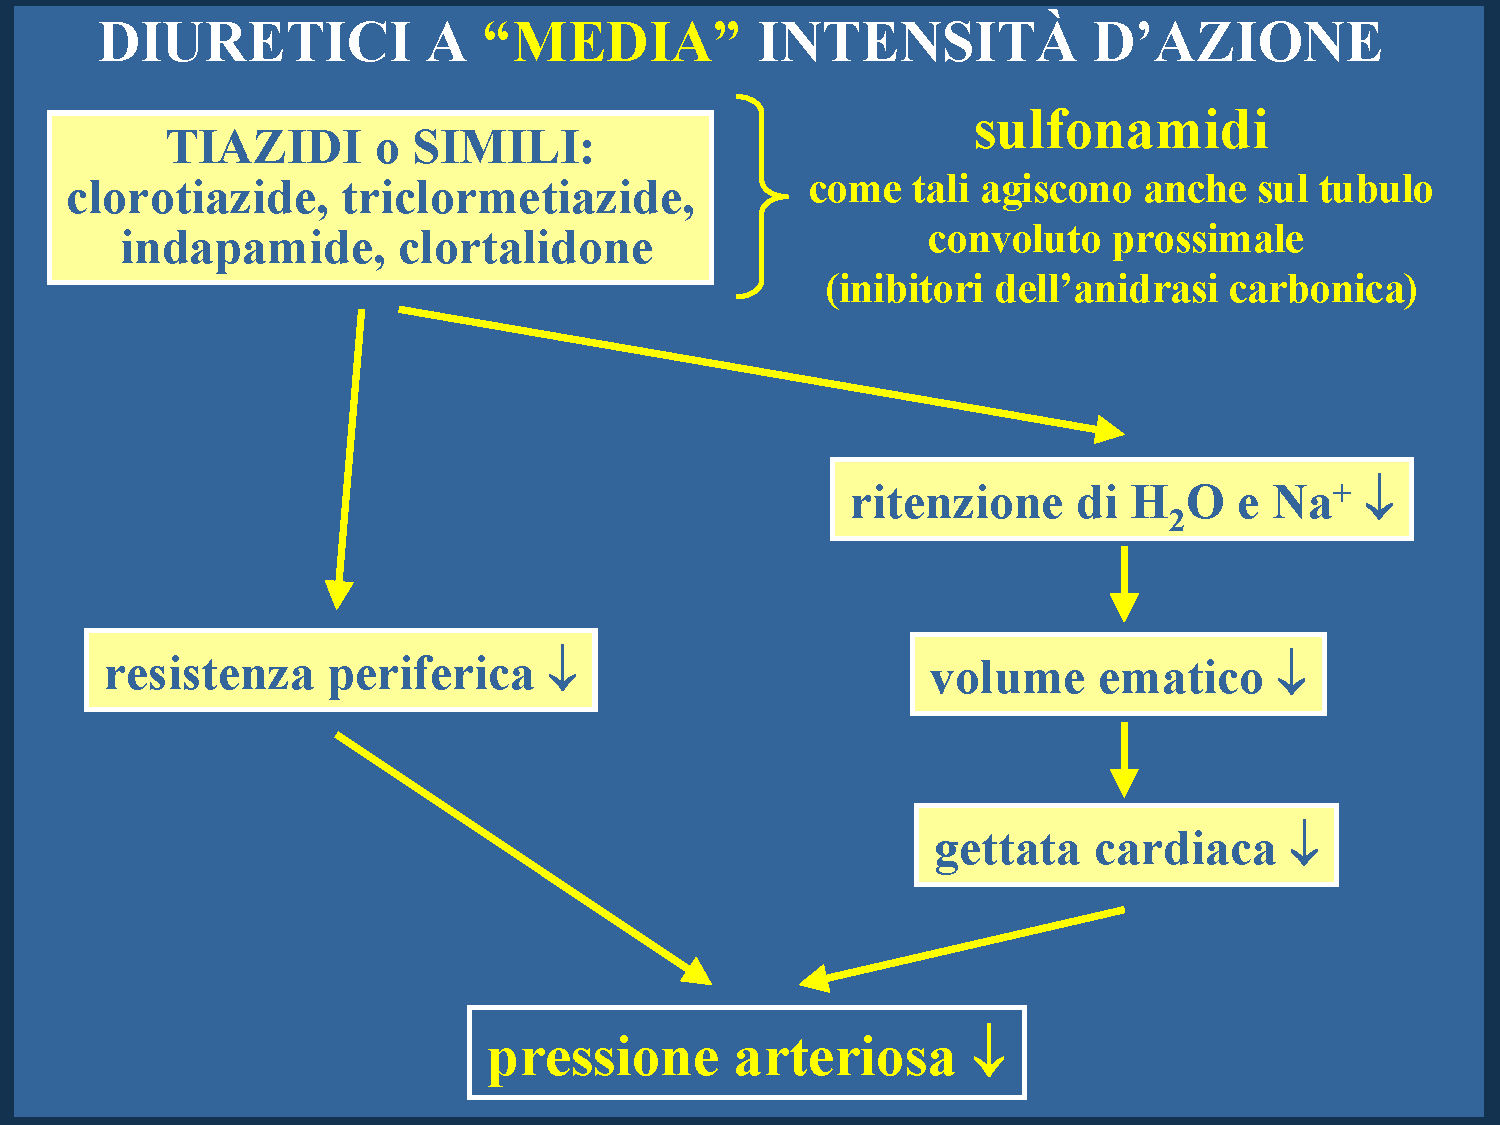 DIURETICI A “MEDIA” INTENSITÀ D’AZIONE
TIAZIDI o SIMILI:
clorotiazide, triclormetiazide,
indapamide, clortalidone
sulfonamidi
come tali agiscono anche sul tubulo
convoluto prossimale
(inibitori dell’anidrasi carbonica)
ritenzione di H₂O e Na⁺ ↓
resistenza periferica ↓
volume ematico ↓
gettata cardiaca ↓
pressione arteriosa ↓